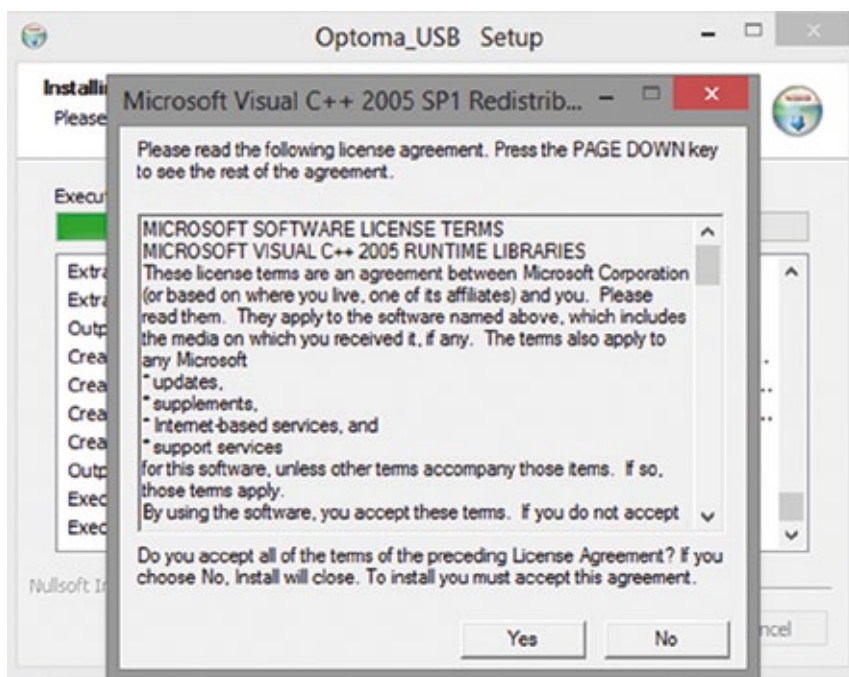 Optoma_USB Setup
Microsoft Visual C++ 2005 SP1 Redistrib...
Please
Please read the following license agreement. Press the PAGE DOWN key
to see the rest of the agreement.
MICROSOFT SOFTWARE LICENSE TERMS
MICROSOFT VISUAL C++ 2005 RUNTIME LIBRARIES
These license terms are an agreement between Microsoft Corporation
(or based on where you live, one of its affiliates) and you. Please
read them. They apply to the software named above, which includes
the media on which you received it, if any. The terms also apply to
any Microsoft
* updates,
* supplements,
* Internet-based services, and
* support services
for this software, unless other terms accompany those items. If so,
those terms apply.
By using the software, you accept these terms. If you do not accept
Do you accept all of the terms of the preceding License Agreement? If you
choose No, Install will close. To install you must accept this agreement.
Nullsoft
Yes
No